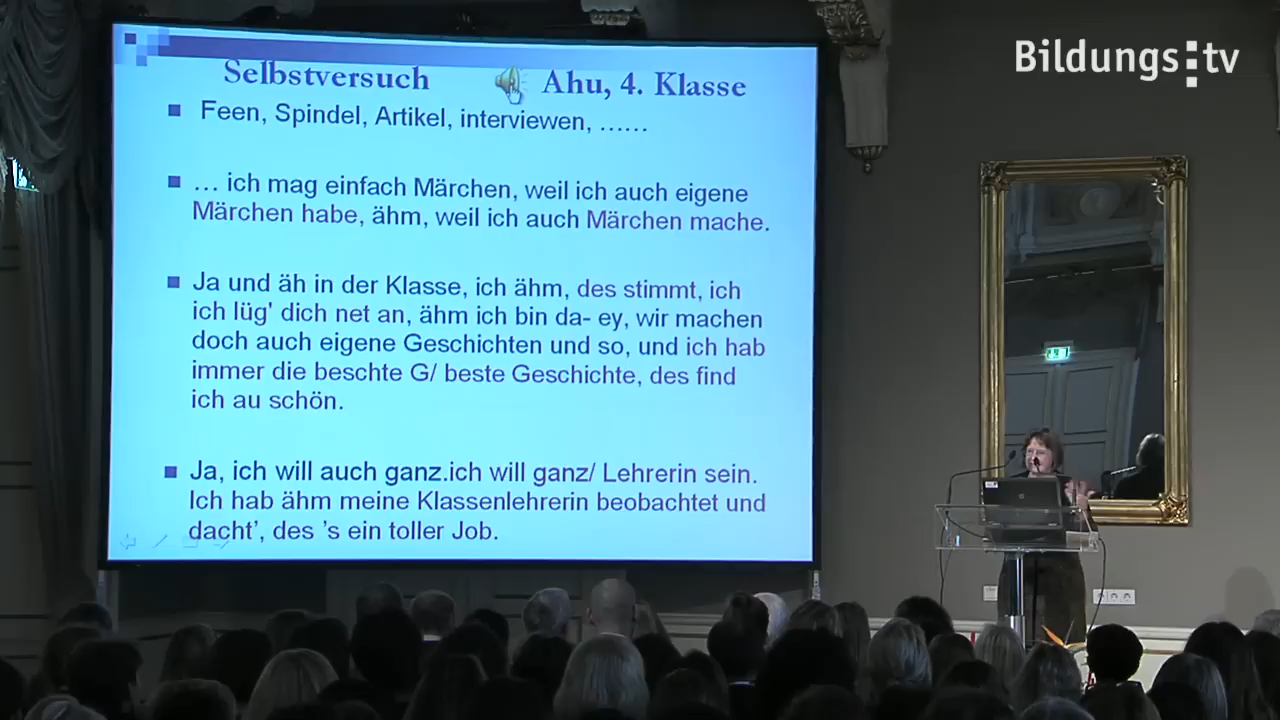 Bildungs:tv
Selbstversuch Ahu, 4. Klasse
Feen, Spindel, Artikel, interviewen, ......
... ich mag einfach Märchen, weil ich auch eigene
Märchen habe, ähm, weil ich auch Märchen mache.
Ja und äh in der Klasse, ich ähm, des stimmt, ich
ich lüg' dich net an, ähm ich bin da- ey, wir machen
doch auch eigene Geschichten und so, und ich hab
immer die beschte G/ beste Geschichte, des find
ich au schön.
Ja, ich will auch ganz.ich will ganz/ Lehrerin sein.
Ich hab ähm meine Klassenlehrerin beobachtet und
dacht’, des ’s ein toller Job.